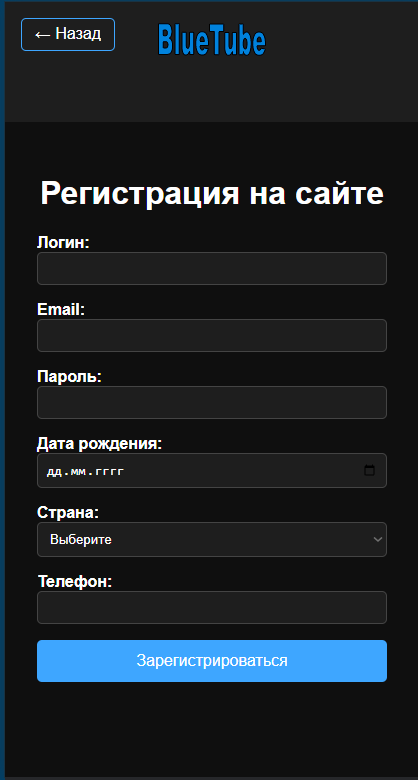 ← Назад
BlueTube
Регистрация на сайте
Логин:
Email:
Пароль:
Дата рождения:
дд.мм.гггг
Страна:
Выберите
Телефон:
Зарегистрироваться